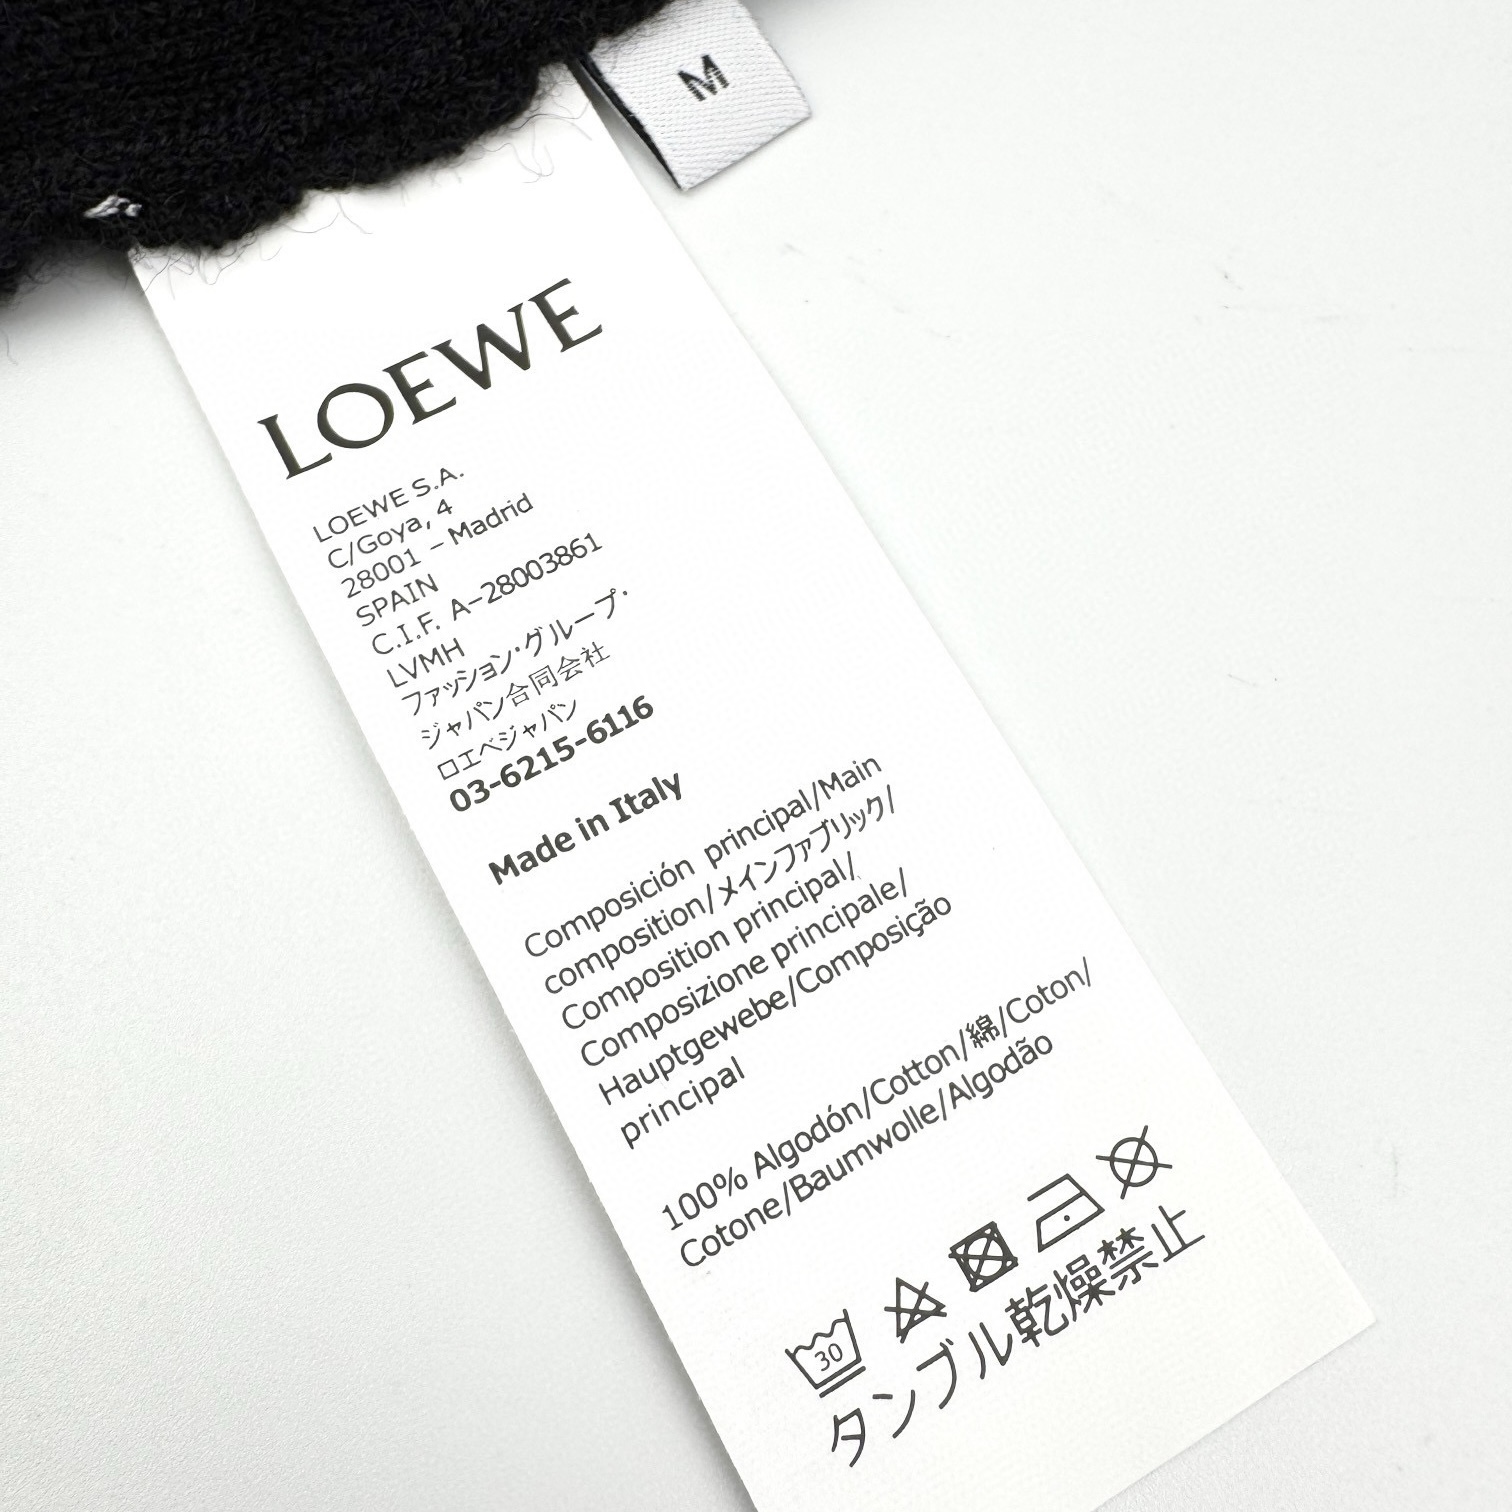 M
LOEWE
LOEWE S.A.
C/Goya, 4
28001 – Madrid
SPAIN
C.I.F. A–28003861
LVMH
ファッション・グループ・
ジャパン合同会社
ロエベジャパン
03-6215-6116
Made in Italy
Composición principal/Main
composition/メインファブリック/
Composition principal/
Composizione principale/
Hauptgewebe/Composição
principal
100% Algodón/Cotton/綿/Coton/
Cotone/Baumwolle/Algodão
30
タンブル乾燥禁止